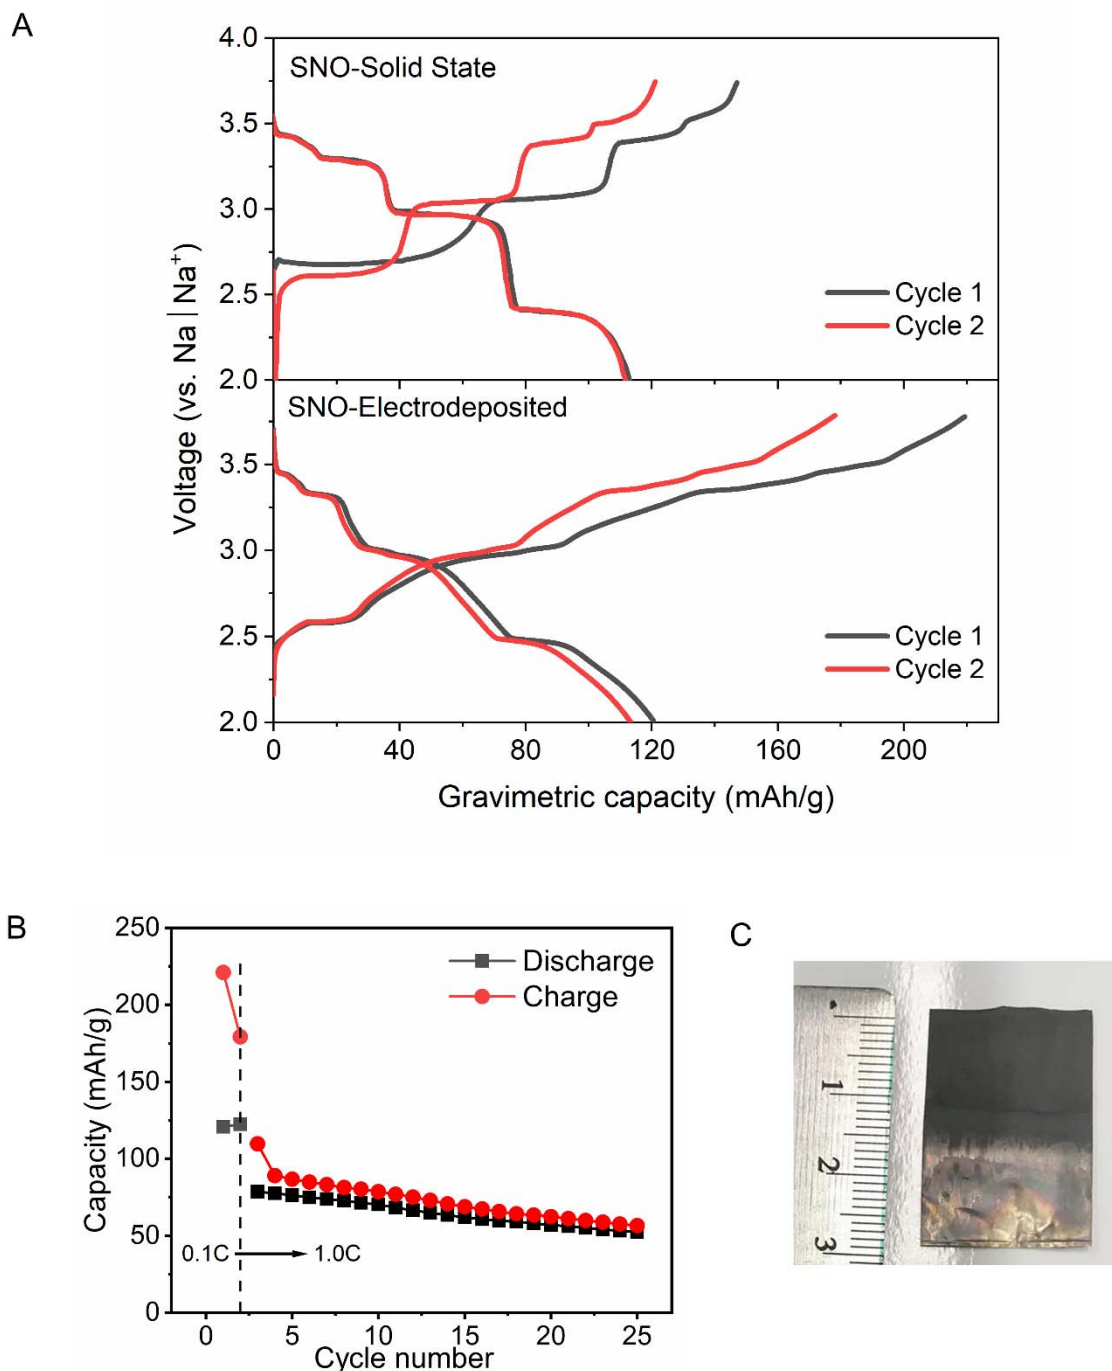 A
4.0
SNO-Solid State
3.5
3.0
2.5
Cycle 1
Cycle 2
2.0
SNO-Electrodeposited
3.5
3.0
2.5
Cycle 1
Cycle 2
2.0
Voltage (vs. Na | Na⁺)
0 40 80 120 160 200
Gravimetric capacity (mAh/g)
B
250
200
150
100
50
0
Capacity (mAh/g)
Discharge
Charge
0.1C 1.0C
0 5 10 15 20 25
Cycle number
C
1
2
3